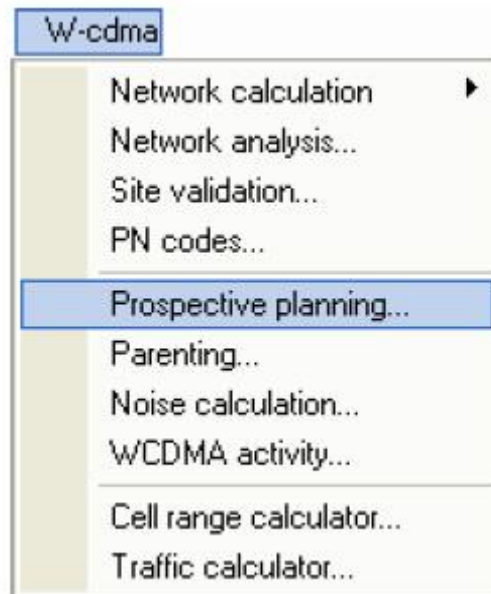 W-cdma
Network calculation
Network analysis...
Site validation...
PN codes...
Prospective planning...
Parenting...
Noise calculation...
WCDMA activity...
Cell range calculator...
Traffic calculator...